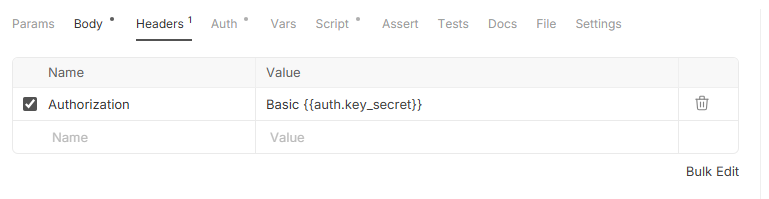 Params Body Headers 1 Auth Vars Script Assert Tests Docs File Settings
Name Value
Authorization Basic {{auth.key_secret}}
Name Value
Bulk Edit